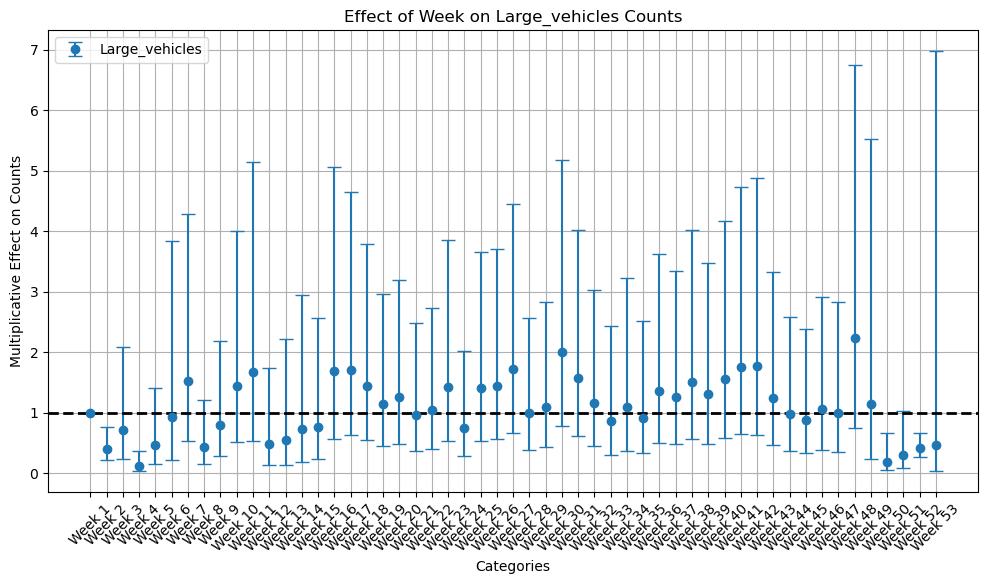 Effect of Week on Large_vehicles Counts
Large_vehicles
Multiplicative Effect on Counts
7
6
5
4
3
2
1
0
Week 1
Week 2
Week 3
Week 4
Week 5
Week 6
Week 7
Week 8
Week 9
Week 10
Week 11
Week 12
Week 13
Week 14
Week 15
Week 16
Week 17
Week 18
Week 19
Week 20
Week 21
Week 22
Week 23
Week 24
Week 25
Week 26
Week 27
Week 28
Week 29
Week 30
Week 31
Week 32
Week 33
Week 34
Week 35
Week 36
Week 37
Week 38
Week 39
Week 40
Week 41
Week 42
Week 43
Week 44
Week 45
Week 46
Week 47
Week 48
Week 49
Week 50
Week 51
Week 52
Week 53
Categories